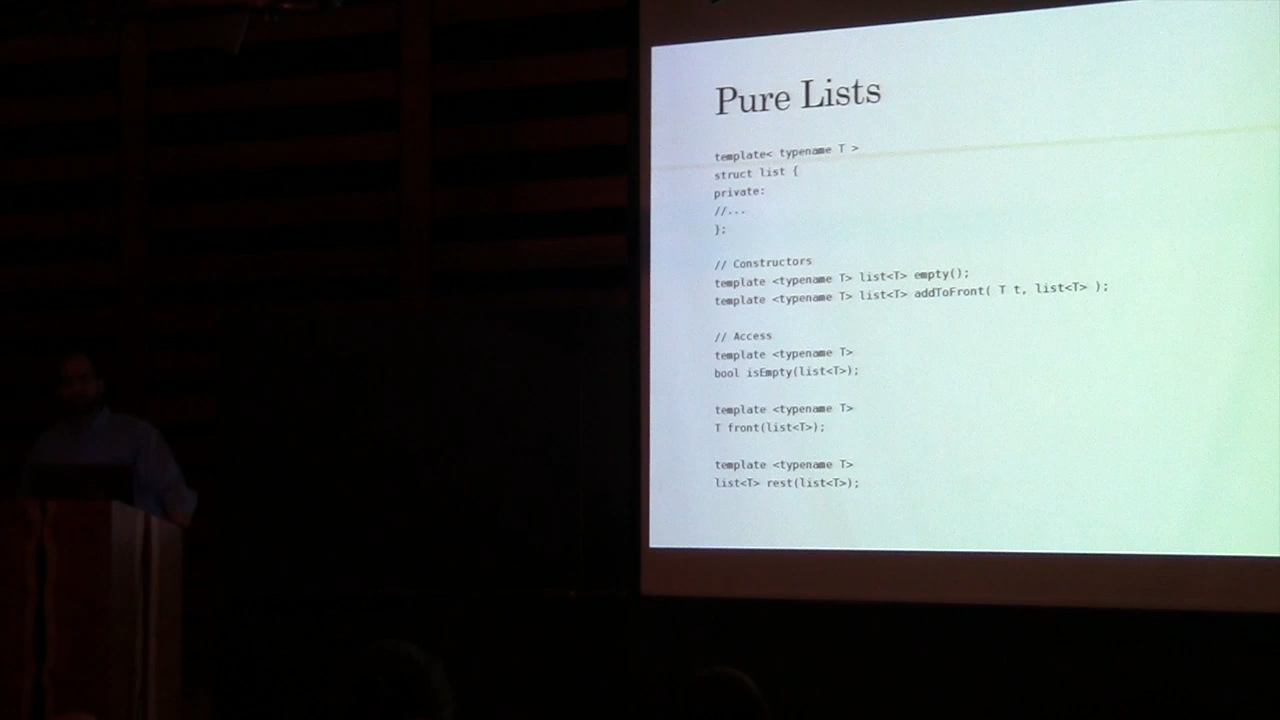 Pure Lists
template< typename T >
struct list {
private:
//...
};
// Constructors
template <typename T> list<T> empty();
template <typename T> list<T> addToFront( T t, list<T> );
// Access
template <typename T>
bool isEmpty(list<T>);
template <typename T>
T front(list<T>);
template <typename T>
list<T> rest(list<T>);